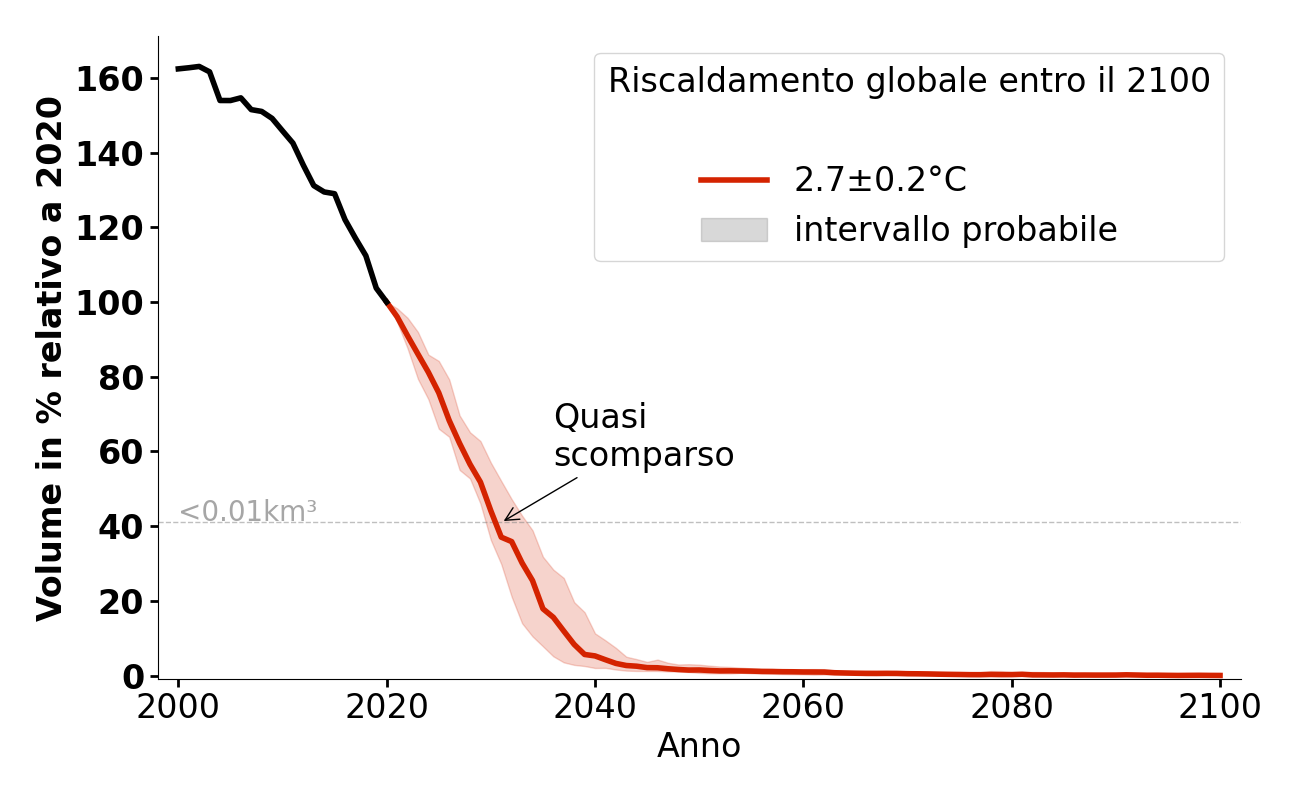 Volume in % relativo a 2020
160
140
120
100
80
60
40
20
0
Riscaldamento globale entro il 2100
2.7±0.2°C
intervallo probabile
Quasi
scomparso
<0.01km³
2000
2020
2040
2060
2080
2100
Anno